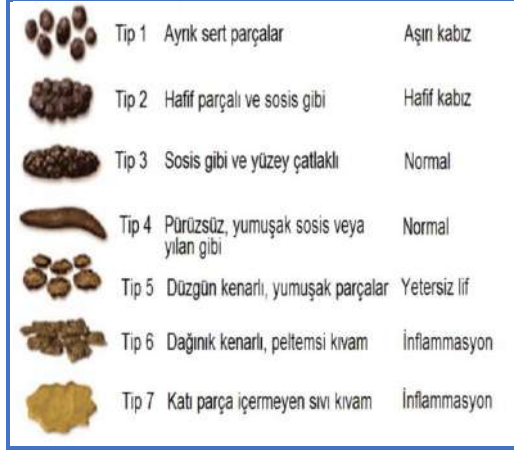 Tip 1 Ayrık sert parçalar Aşırı kabız
Tip 2 Hafif parçalı ve sosis gibi Hafif kabız
Tip 3 Sosis gibi ve yüzey çatlaklı Normal
Tip 4 Pürüzsüz, yumuşak sosis veya Normal
yılan gibi
Tip 5 Düzgün kenarlı, yumuşak parçalar Yetersiz lif
Tip 6 Dağınık kenarlı, peltemsi kıvam İnflammasyon
Tip 7 Katı parça içermeyen sıvı kıvam İnflammasyon